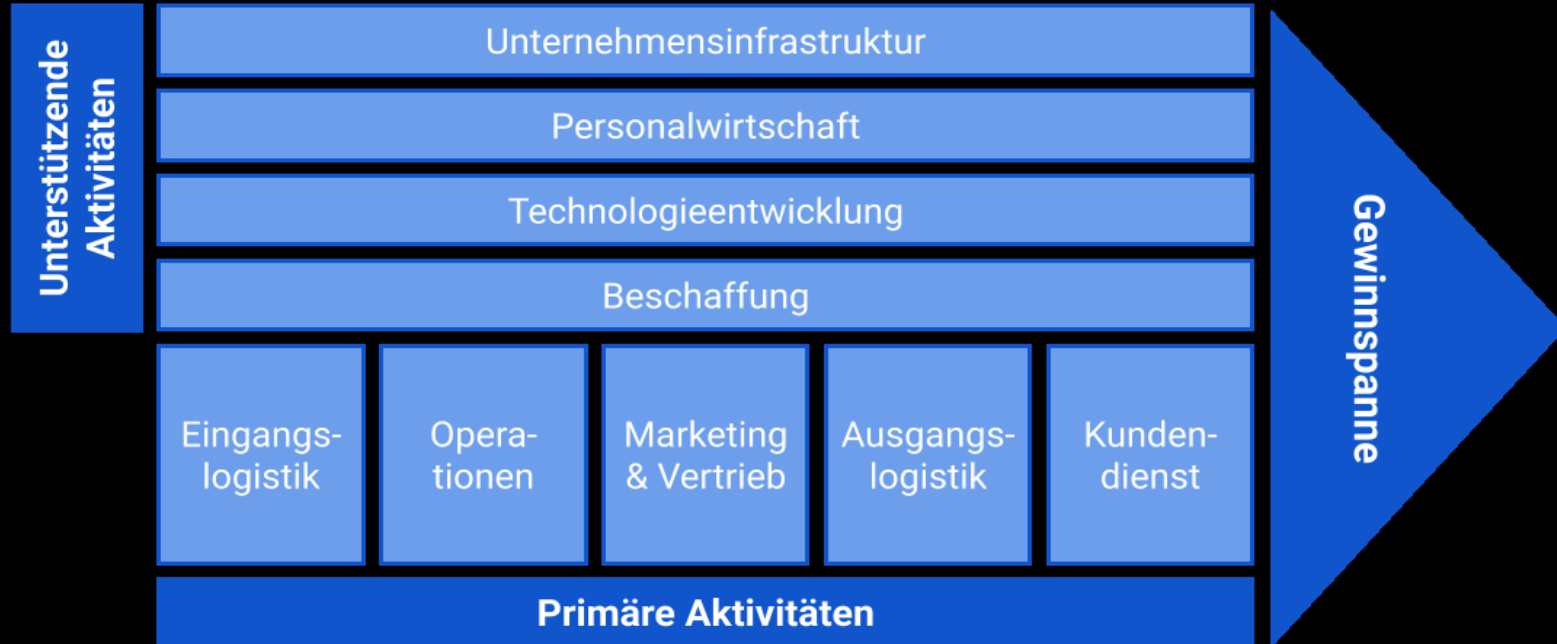 Unterstützende
Aktivitäten
Unternehmensinfrastruktur
Personalwirtschaft
Technologieentwicklung
Beschaffung
Eingangs-
logistik
Opera-
tionen
Marketing
& Vertrieb
Ausgangs-
logistik
Kunden-
dienst
Primäre Aktivitäten
Gewinnspanne